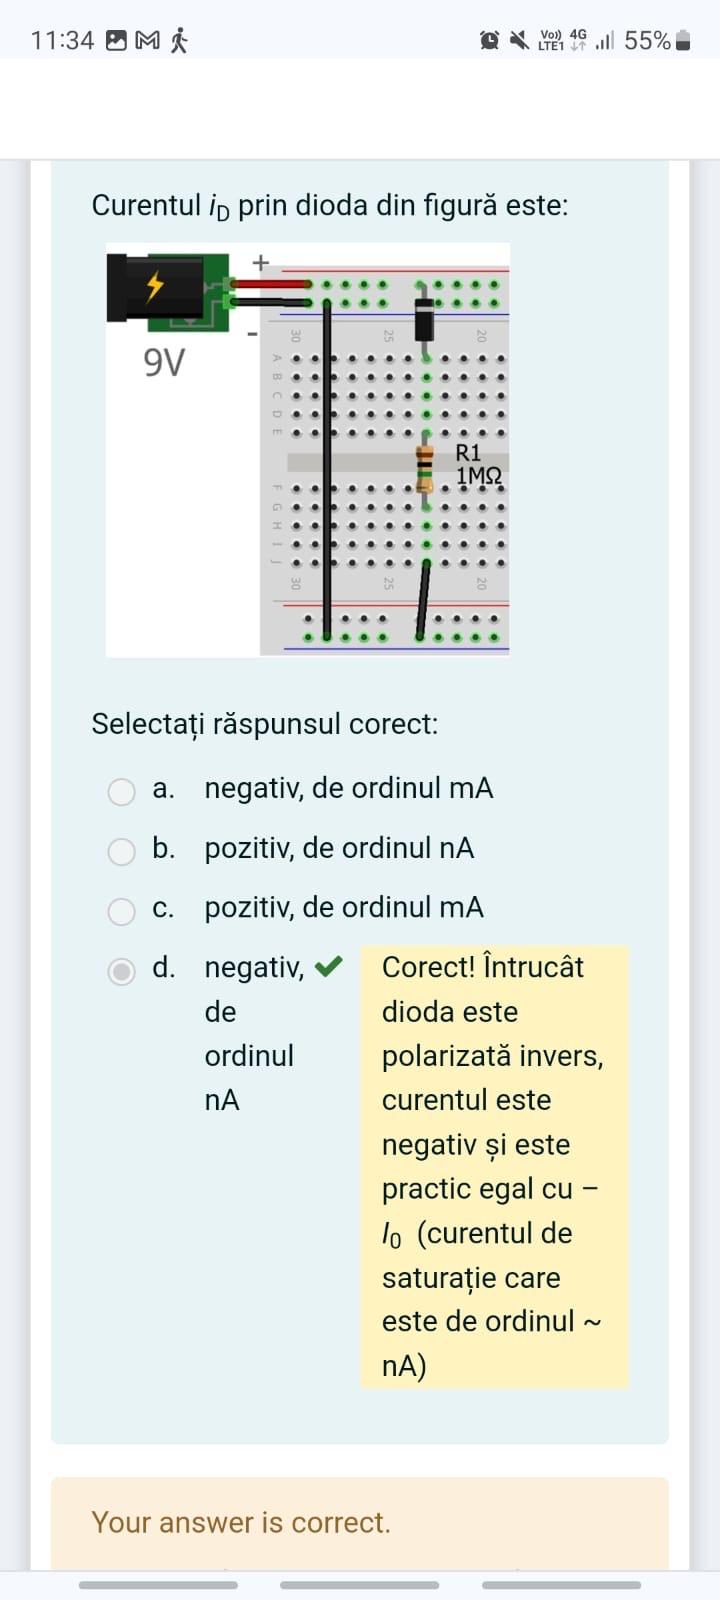 11:34
Vo)) 4G
LTE1
55%
Curentul iD prin dioda din figură este:
+
-
9V
30
25
20
A
B
C
D
E
R1
1MΩ
F
G
H
I
J
30
25
20
Selectați răspunsul corect:
a. negativ, de ordinul mA
b. pozitiv, de ordinul nA
c. pozitiv, de ordinul mA
d. negativ,
de
ordinul
nA
Corect! Întrucât
dioda este
polarizată invers,
curentul este
negativ și este
practic egal cu –
I0 (curentul de
saturație care
este de ordinul ~
nA)
Your answer is correct.